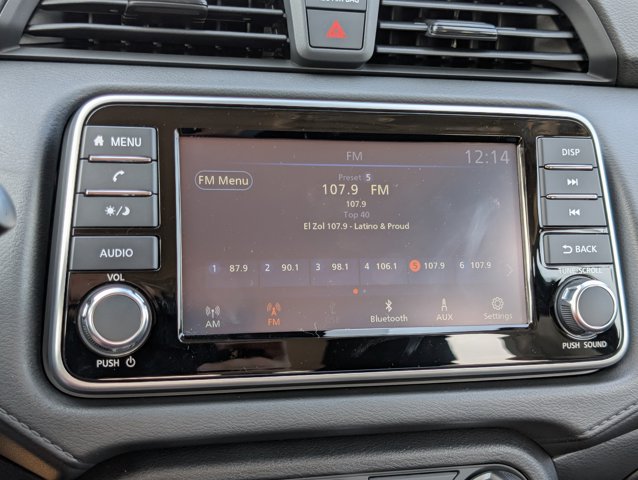 MENU
AUDIO
VOL
PUSH
FM
12:14
FM Menu
Preset 5
107.9 FM
107.9
Top 40
El Zol 107.9 - Latino & Proud
1 87.9 2 90.1 3 98.1 4 106.1 5 107.9 6 107.9
AM
FM
Bluetooth
AUX
Settings
DISP
BACK
TUNE/SCROLL
PUSH SOUND